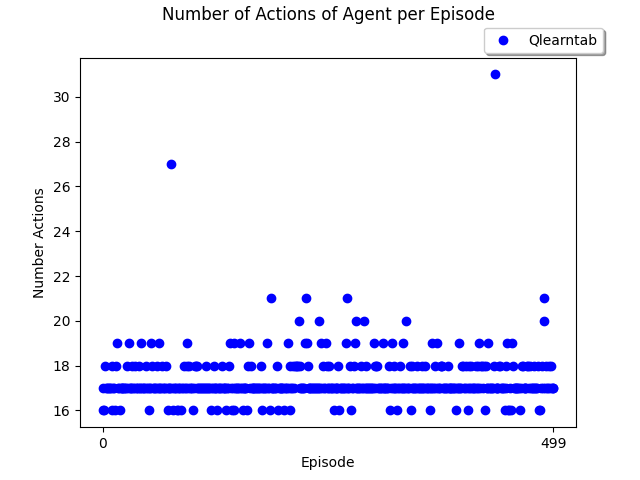 Number of Actions of Agent per Episode
Qlearntab
30
28
26
24
22
20
18
16
Number Actions
0
499
Episode